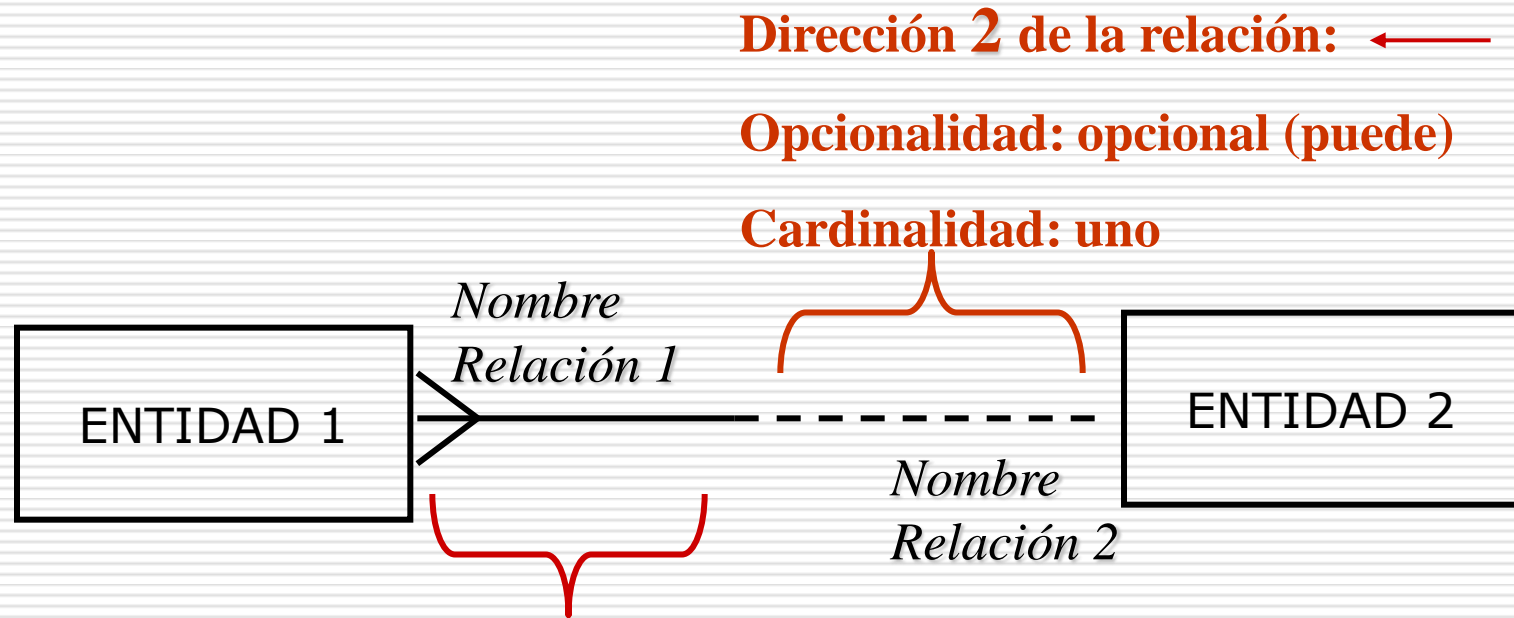 Dirección 2 de la relación:
Opcionalidad: opcional (puede)
Cardinalidad: uno
Nombre
Relación 1
ENTIDAD 1
ENTIDAD 2
Nombre
Relación 2